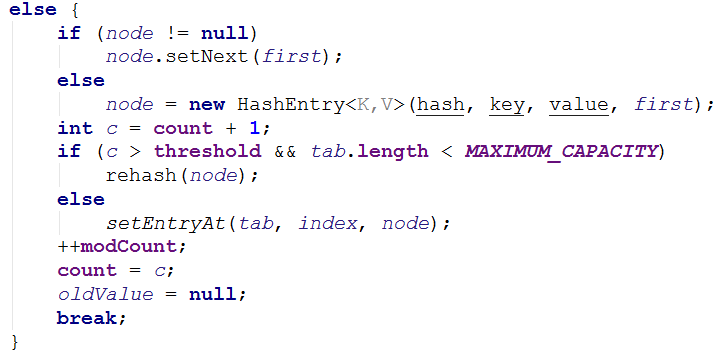 else {
    if (node != null)
        node.setNext(first);
    else
        node = new HashEntry<K,V>(hash, key, value, first);
    int c = count + 1;
    if (c > threshold && tab.length < MAXIMUM_CAPACITY)
        rehash(node);
    else
        setEntryAt(tab, index, node);
    ++modCount;
    count = c;
    oldValue = null;
    break;
}